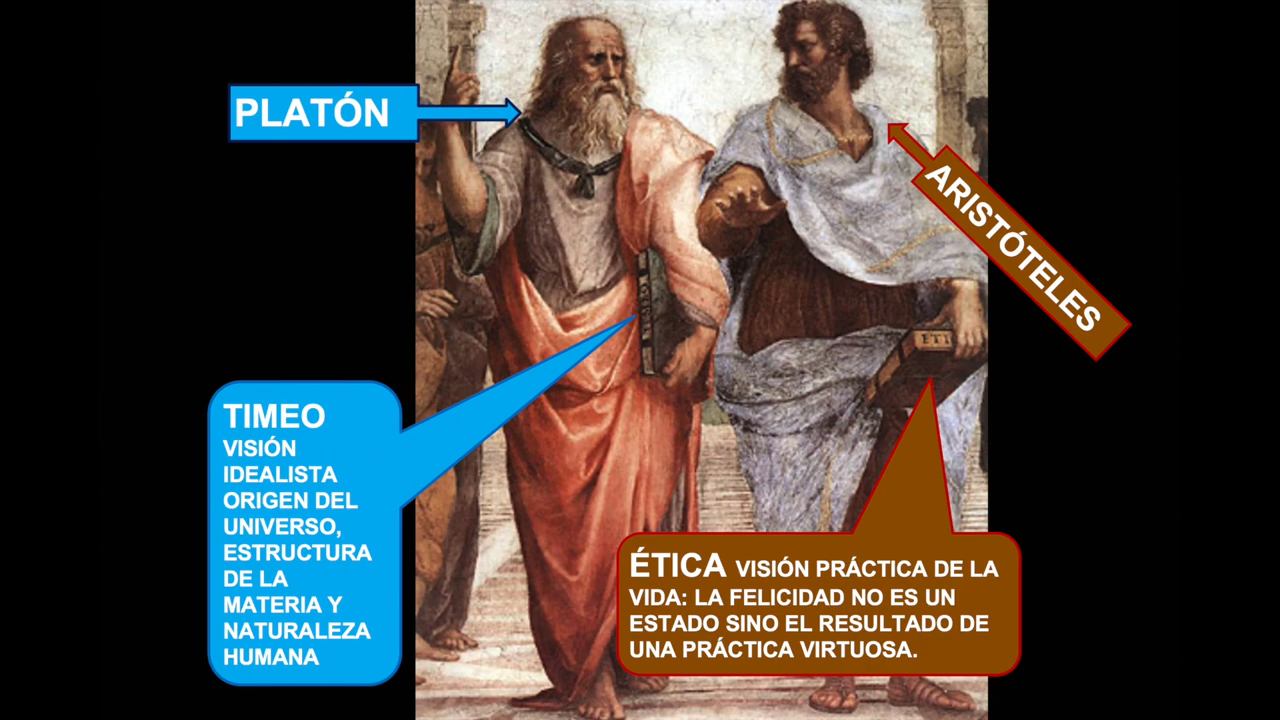 PLATÓN
ARISTÓTELES
TIMEO
VISIÓN
IDEALISTA
ORIGEN DEL
UNIVERSO,
ESTRUCTURA
DE LA
MATERIA Y
NATURALEZA
HUMANA
ETI
ÉTICA VISIÓN PRÁCTICA DE LA
VIDA: LA FELICIDAD NO ES UN
ESTADO SINO EL RESULTADO DE
UNA PRÁCTICA VIRTUOSA.